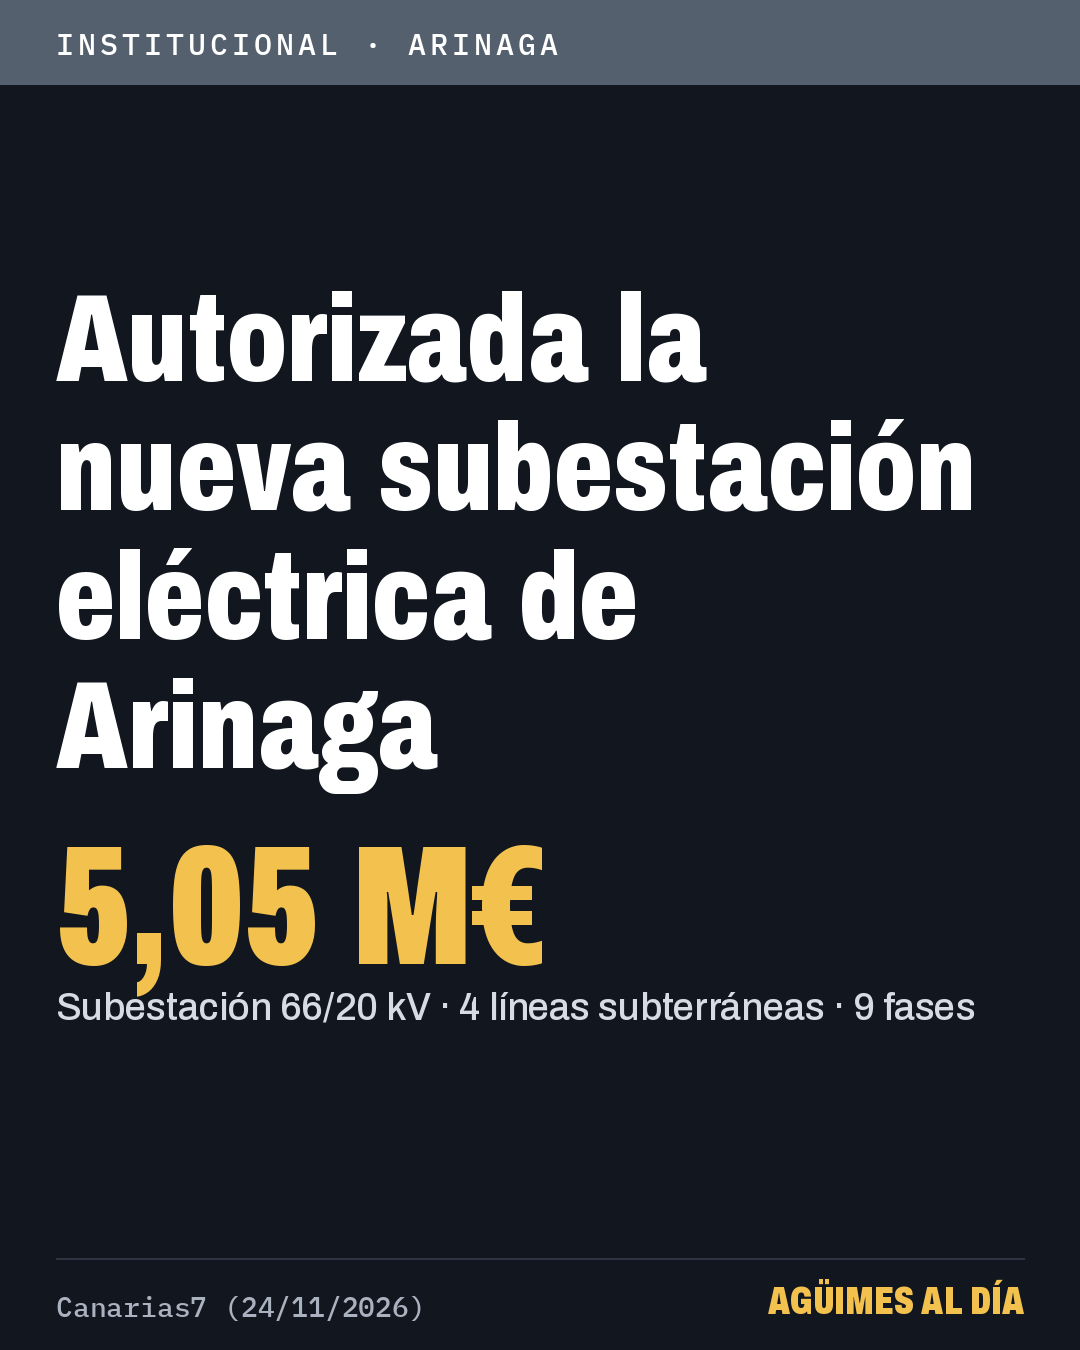 INSTITUCIONAL · ARINAGA
Autorizada la
nueva subestación
eléctrica de
Arinaga
5,05 M€
Subestación 66/20 kV · 4 líneas subterráneas · 9 fases
Canarias7 (24/11/2026)
AGÜIMES AL DÍA